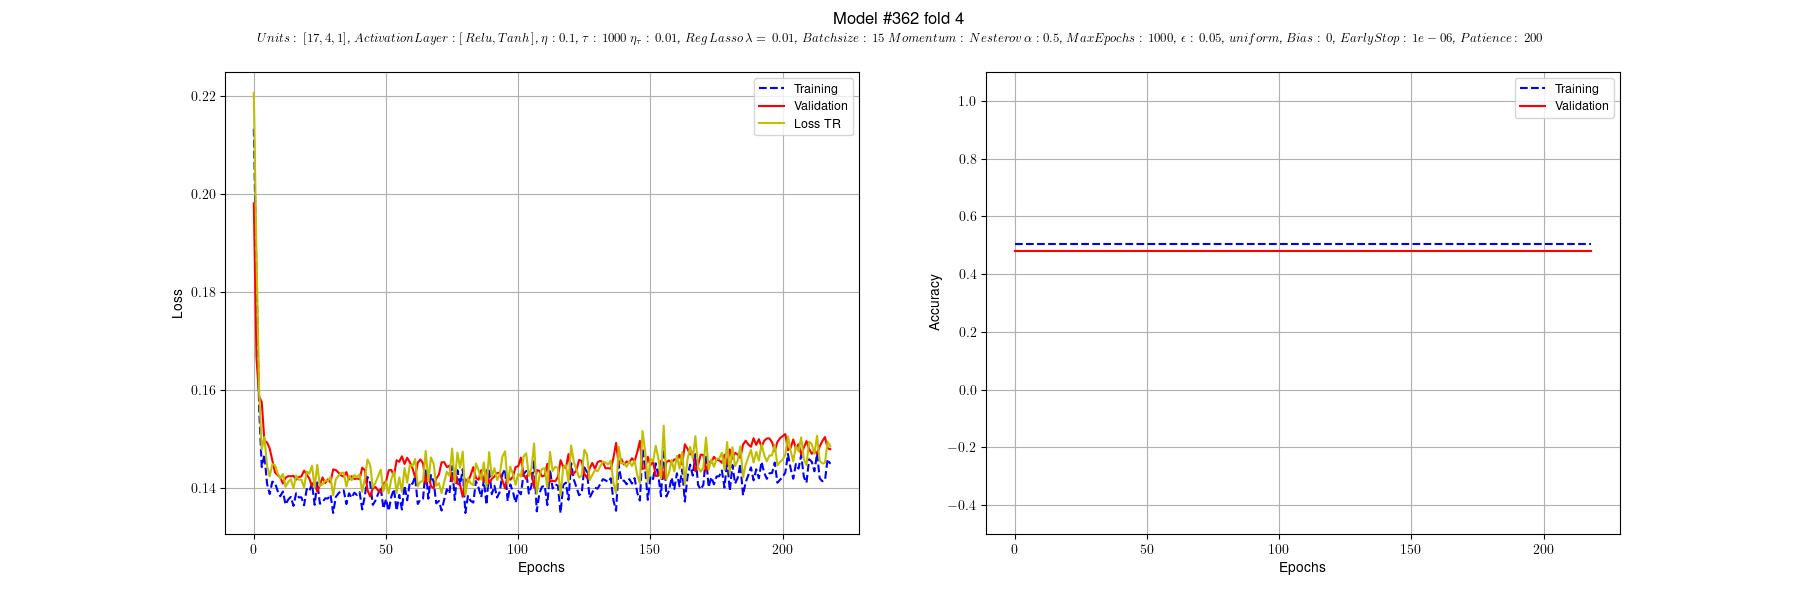 Model #362 fold 4
Units : [17, 4, 1], ActivationLayer : [ Relu, Tanh ], η : 0.1, τ : 1000 ητ : 0.01, Reg Lasso λ = 0.01, Batchsize : 15 Momentum : Nesterov α : 0.5, MaxEpochs : 1000, ϵ : 0.05, uniform, Bias : 0, EarlyStop : 1e − 06, Patience : 200
0.22
0.20
0.18
0.16
0.14
Loss
Training
Validation
Loss TR
0
50
100
150
200
Epochs
1.0
0.8
0.6
0.4
0.2
0.0
−0.2
−0.4
Accuracy
Training
Validation
0
50
100
150
200
Epochs